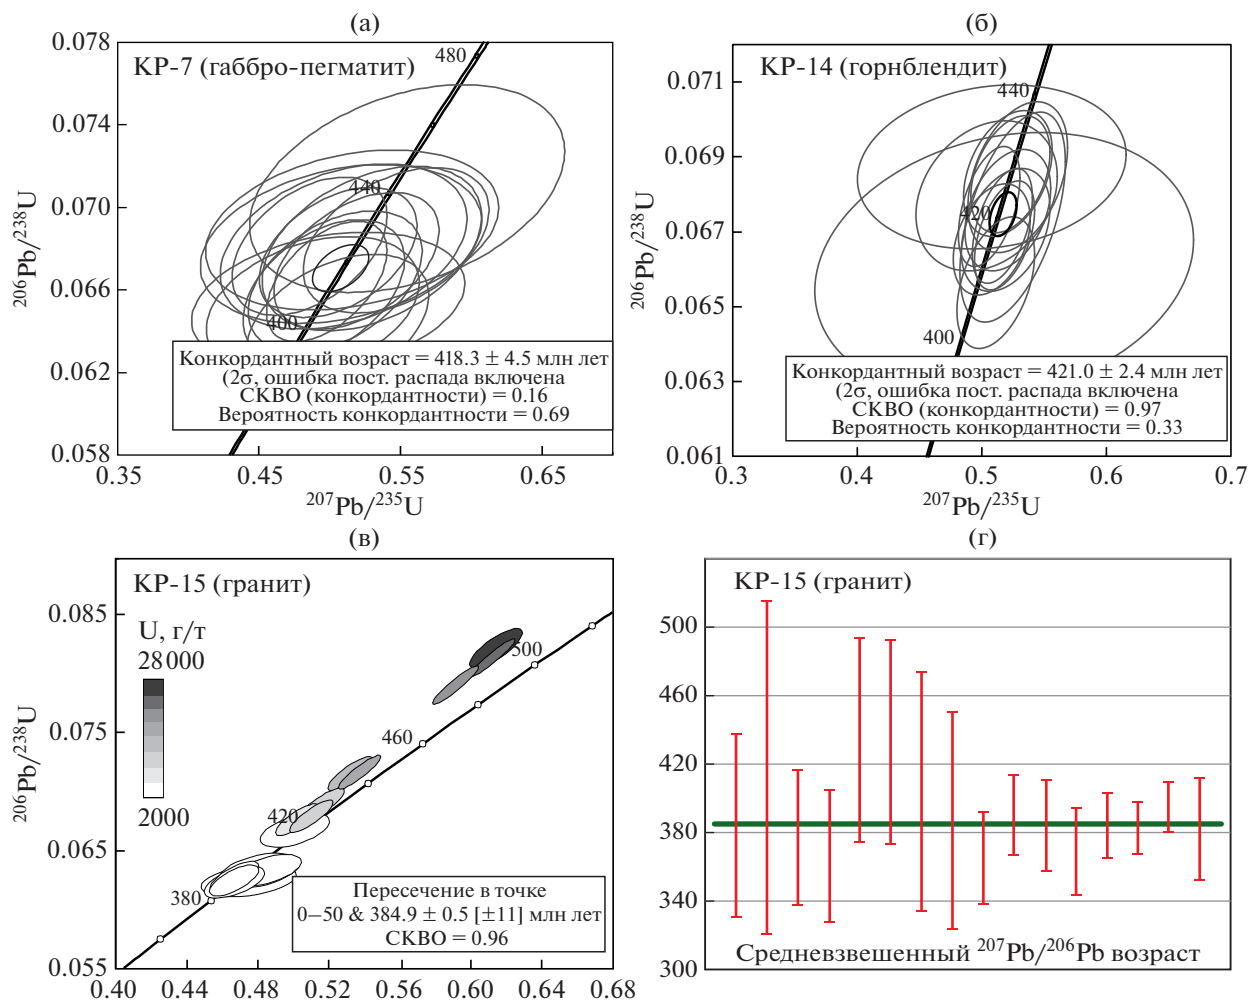 (а)
0.078
0.074
0.070
0.066
0.062
0.058
²⁰⁶Pb/²³⁸U
КР-7 (габбро-пегматит)
480
440
400
Конкордантный возраст = 418.3 ± 4.5 млн лет
(2σ, ошибка пост. распада включена
СКВО (конкордантности) = 0.16
Вероятность конкордантности = 0.69
0.35 0.45 0.55 0.65
²⁰⁷Pb/²³⁵U
(б)
0.071
0.069
0.067
0.065
0.063
0.061
²⁰⁶Pb/²³⁸U
КР-14 (горнблендит)
440
420
400
Конкордантный возраст = 421.0 ± 2.4 млн лет
(2σ, ошибка пост. распада включена
СКВО (конкордантности) = 0.97
Вероятность конкордантности = 0.33
0.3 0.4 0.5 0.6 0.7
²⁰⁷Pb/²³⁵U
(в)
0.085
0.075
0.065
0.055
²⁰⁶Pb/²³⁸U
КР-15 (гранит)
U, г/т
28 000
2000
500
460
420
380
Пересечение в точке
0–50 & 384.9 ± 0.5 [±11] млн лет
СКВО = 0.96
0.40 0.44 0.48 0.52 0.56 0.60 0.64 0.68
(г)
КР-15 (гранит)
500
460
420
380
340
300
Средневзвешенный ²⁰⁷Pb/²⁰⁶Pb возраст